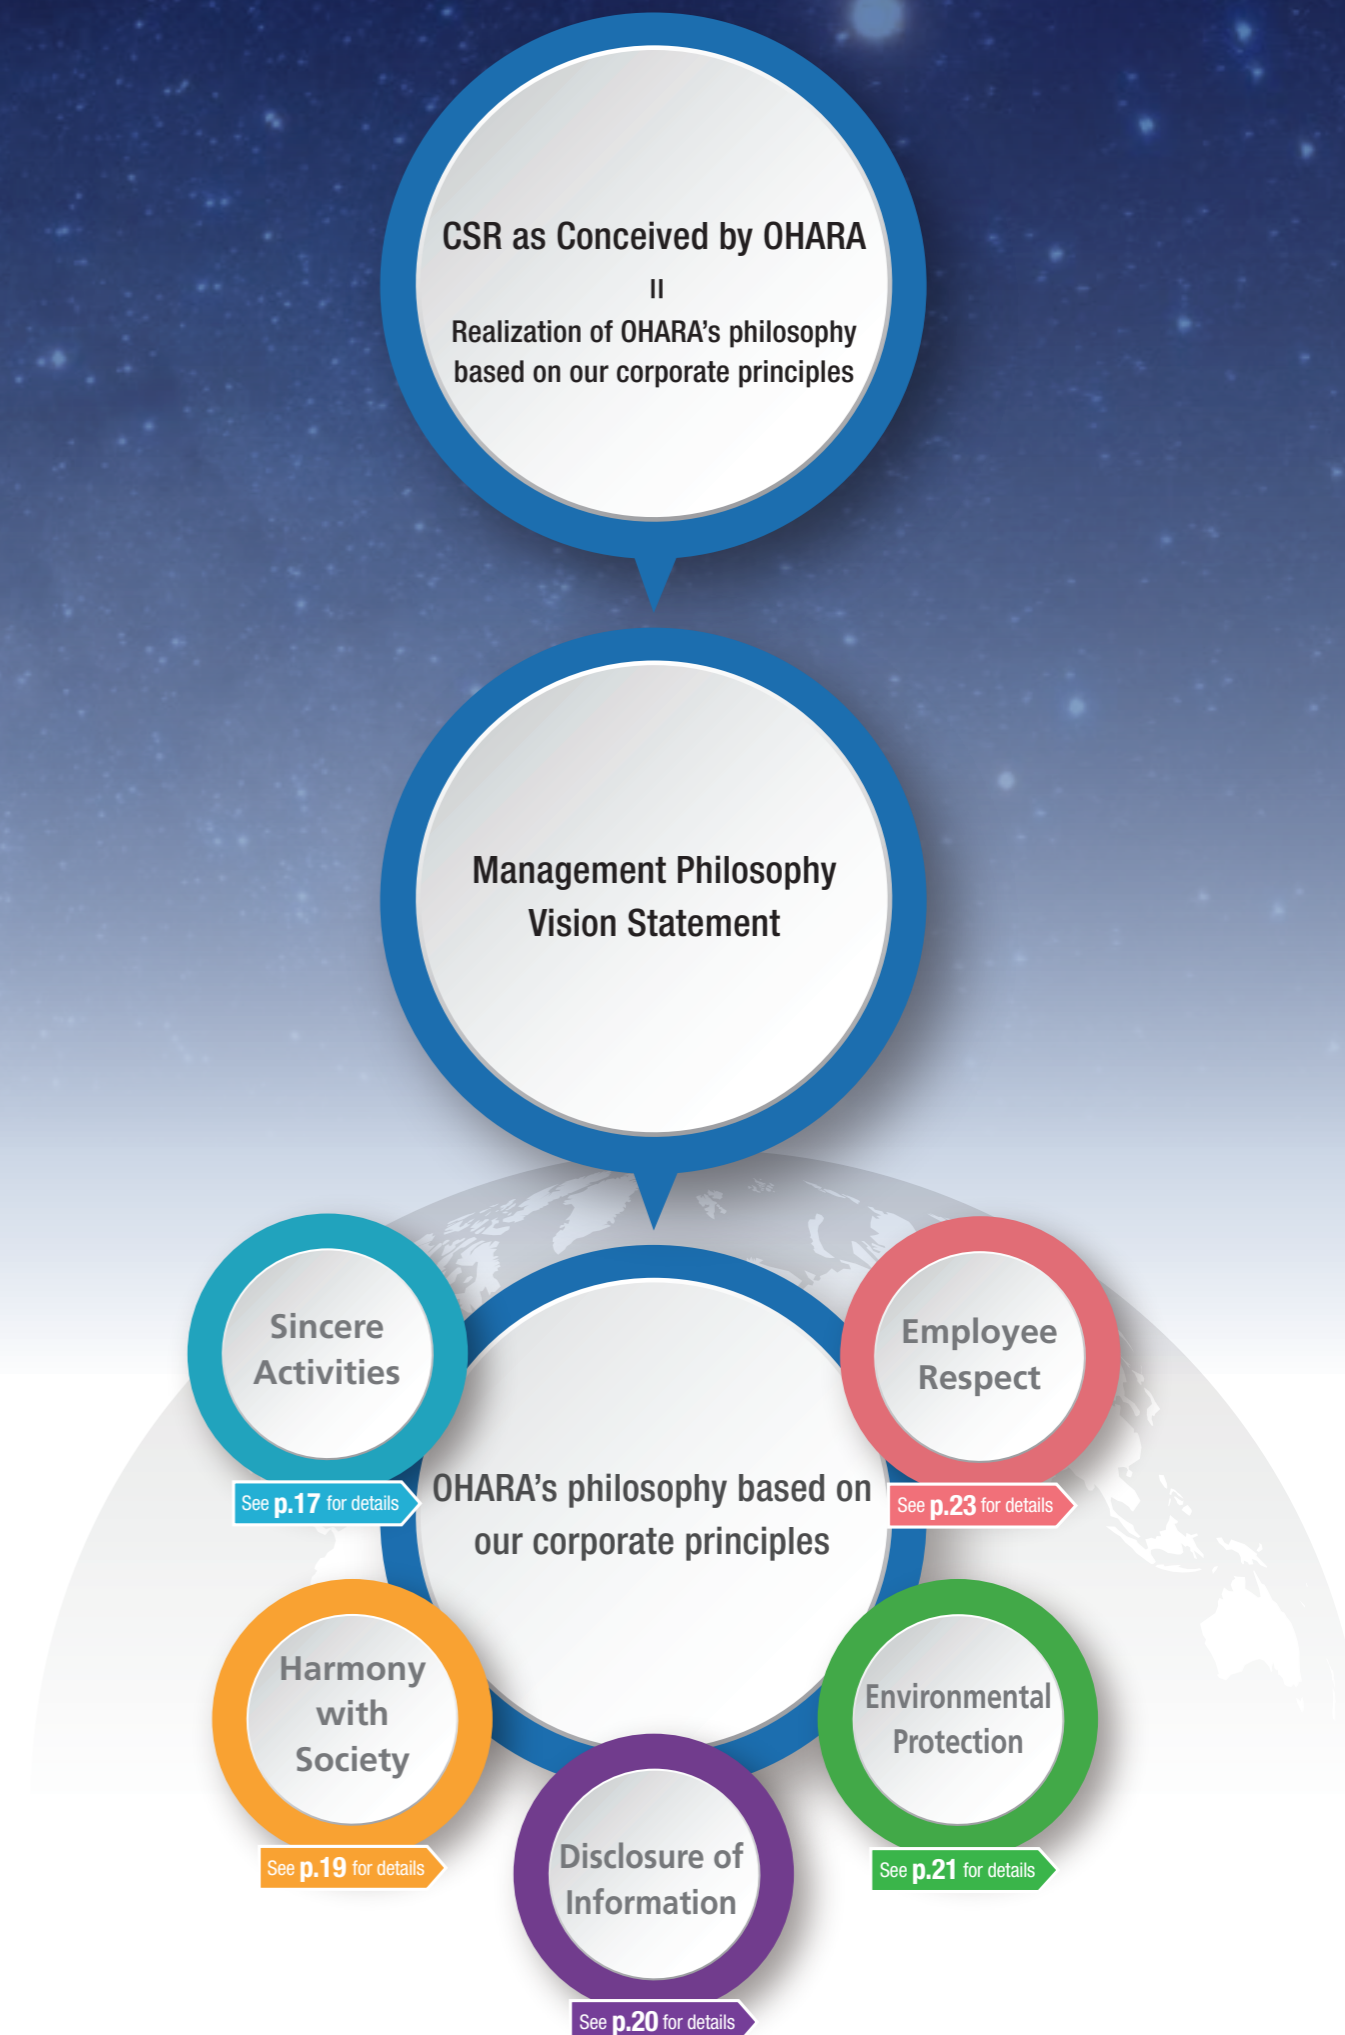 CSR as Conceived by OHARA
=
Realization of OHARA’s philosophy
based on our corporate principles
Management Philosophy
Vision Statement
Sincere
Activities
See p.17 for details
Employee
Respect
See p.23 for details
OHARA’s philosophy based on
our corporate principles
Harmony
with
Society
See p.19 for details
Environmental
Protection
See p.21 for details
Disclosure of
Information
See p.20 for details